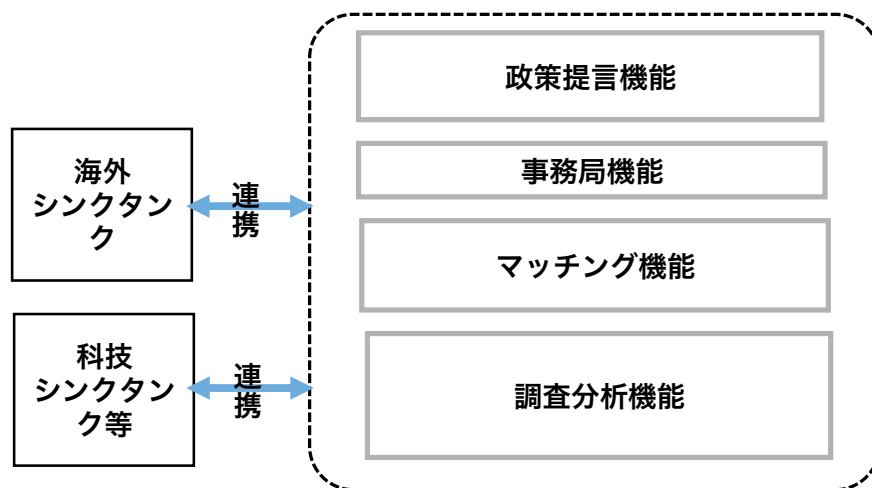 政策提言機能
事務局機能
マッチング機能
調査分析機能
海外
シンクタン
ク
連
携
科技
シンクタン
ク等
連
携